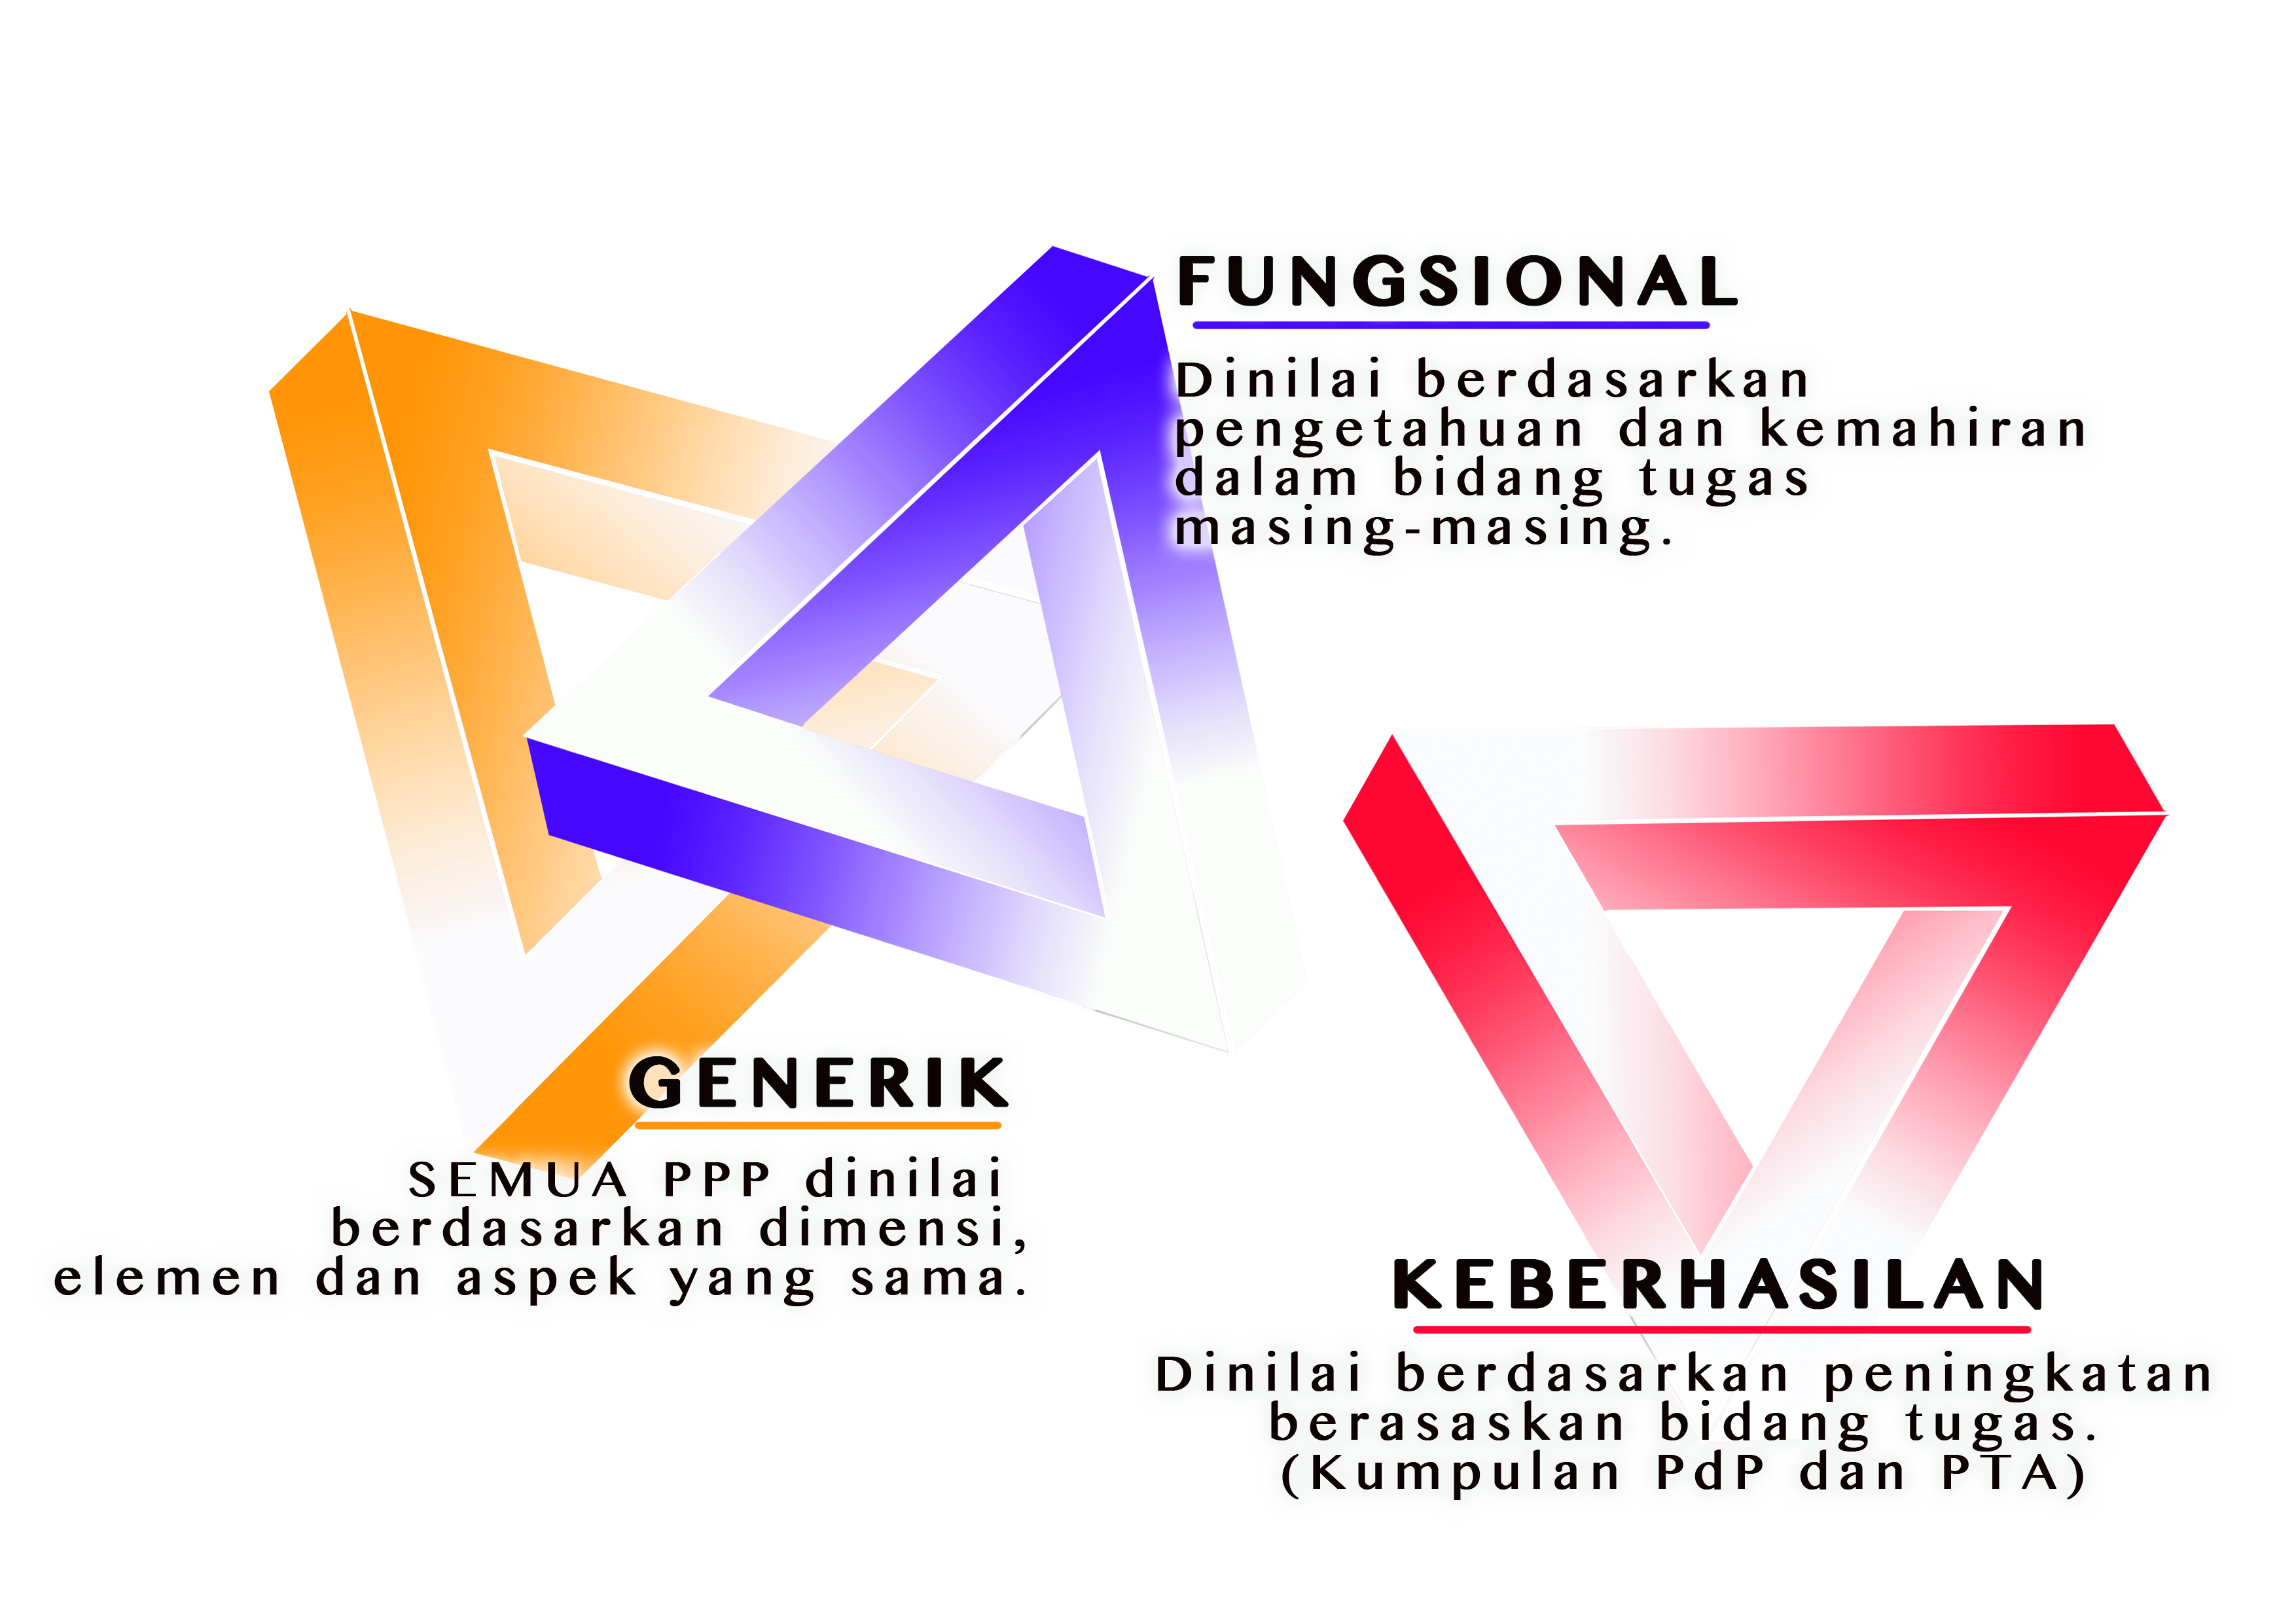 FUNGSIONAL
Dinilai berdasarkan
pengetahuan dan kemahiran
dalam bidang tugas
masing-masing.
GENERIK
SEMUA PPP dinilai
berdasarkan dimensi,
elemen dan aspek yang sama.
KEBERHASILAN
Dinilai berdasarkan peningkatan
berasaskan bidang tugas.
(Kumpulan PdP dan PTA)